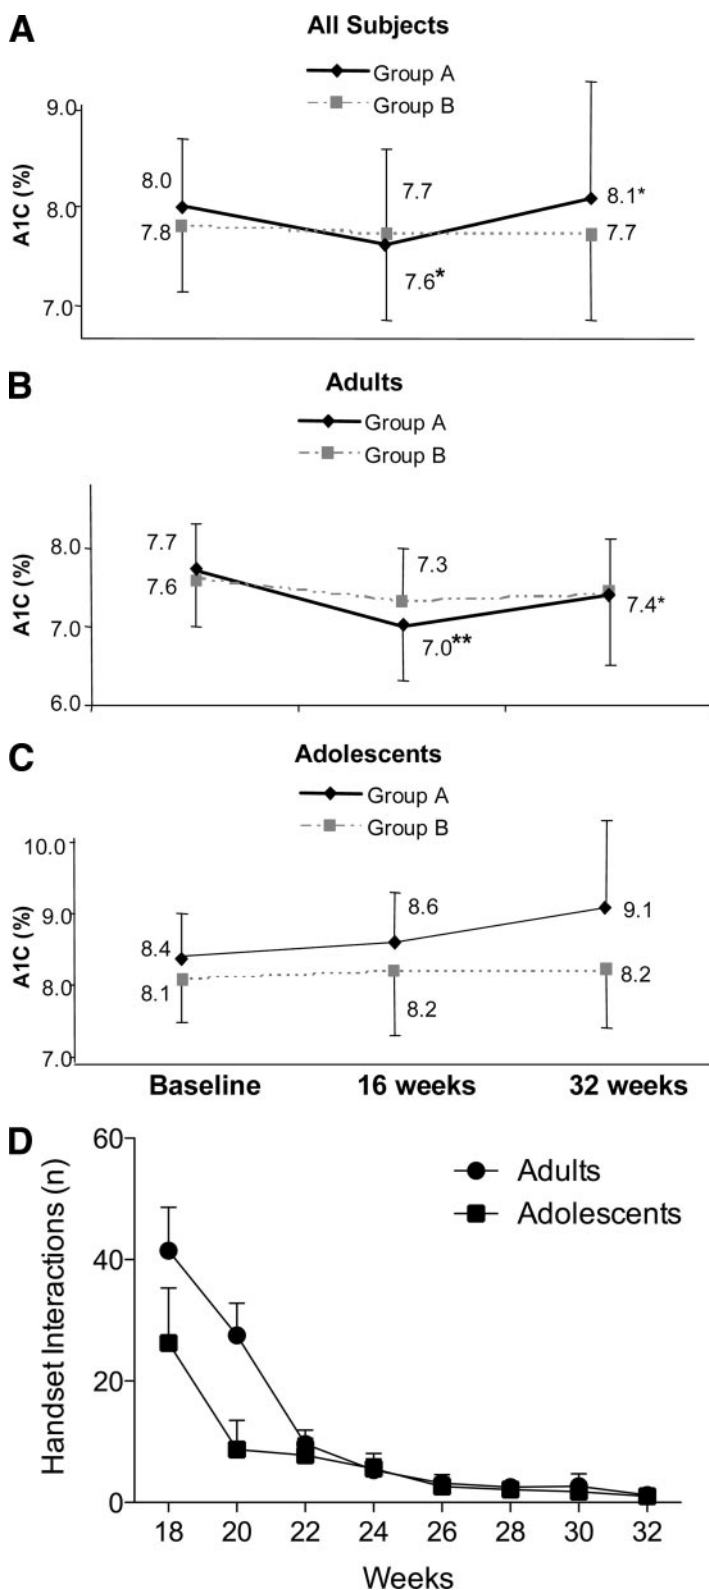 A
All Subjects
Group A
Group B
9.0
8.0
7.0
A1C (%)
8.0
7.8
7.7
7.6*
8.1*
7.7
B
Adults
Group A
Group B
8.0
7.0
6.0
A1C (%)
7.7
7.6
7.3
7.0**
7.4*
C
Adolescents
Group A
Group B
10.0
9.0
8.0
7.0
A1C (%)
8.4
8.1
8.6
8.2
9.1
8.2
Baseline 16 weeks 32 weeks
D
Adults
Adolescents
60
40
20
0
Handset Interactions (n)
18 20 22 24 26 28 30 32
Weeks